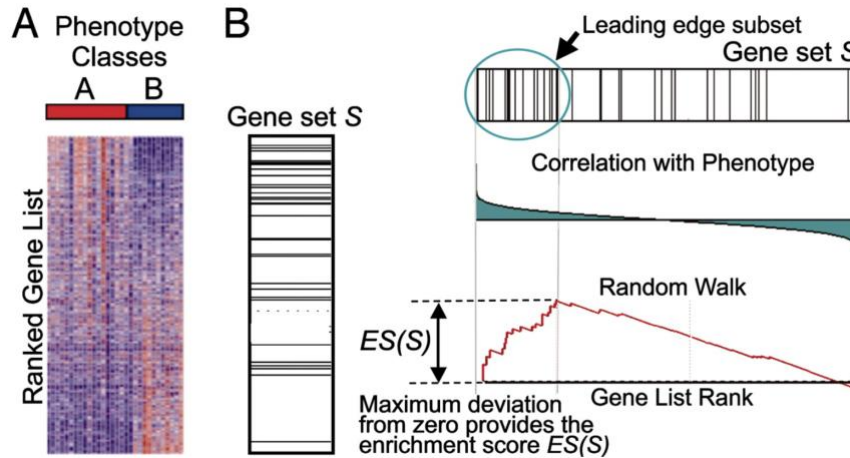 A
Phenotype
Classes
A B
Ranked Gene List
B
Gene set S
Leading edge subset
Gene set S
Correlation with Phenotype
Random Walk
ES(S)
Gene List Rank
Maximum deviation
from zero provides the
enrichment score ES(S)